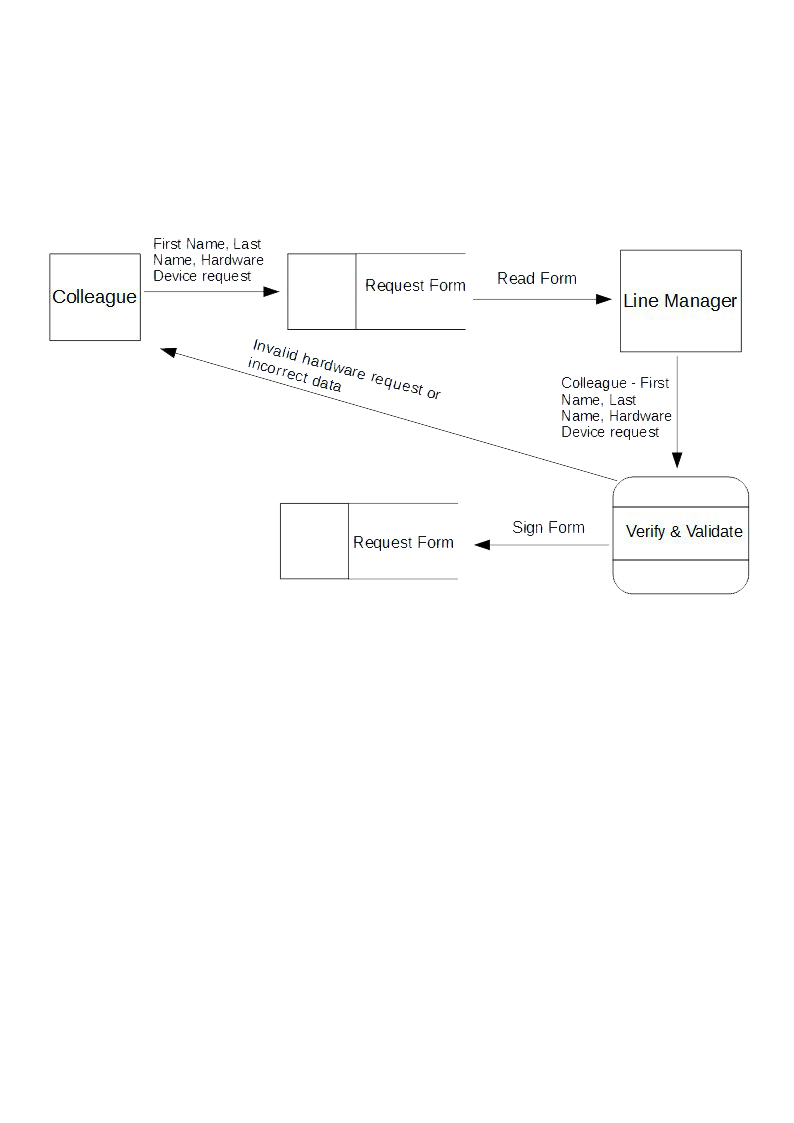 First Name, Last
Name, Hardware
Device request
Colleague
Request Form
Read Form
Line Manager
Invalid hardware request or
incorrect data
Colleague - First
Name, Last
Name, Hardware
Device request
Verify & Validate
Sign Form
Request Form